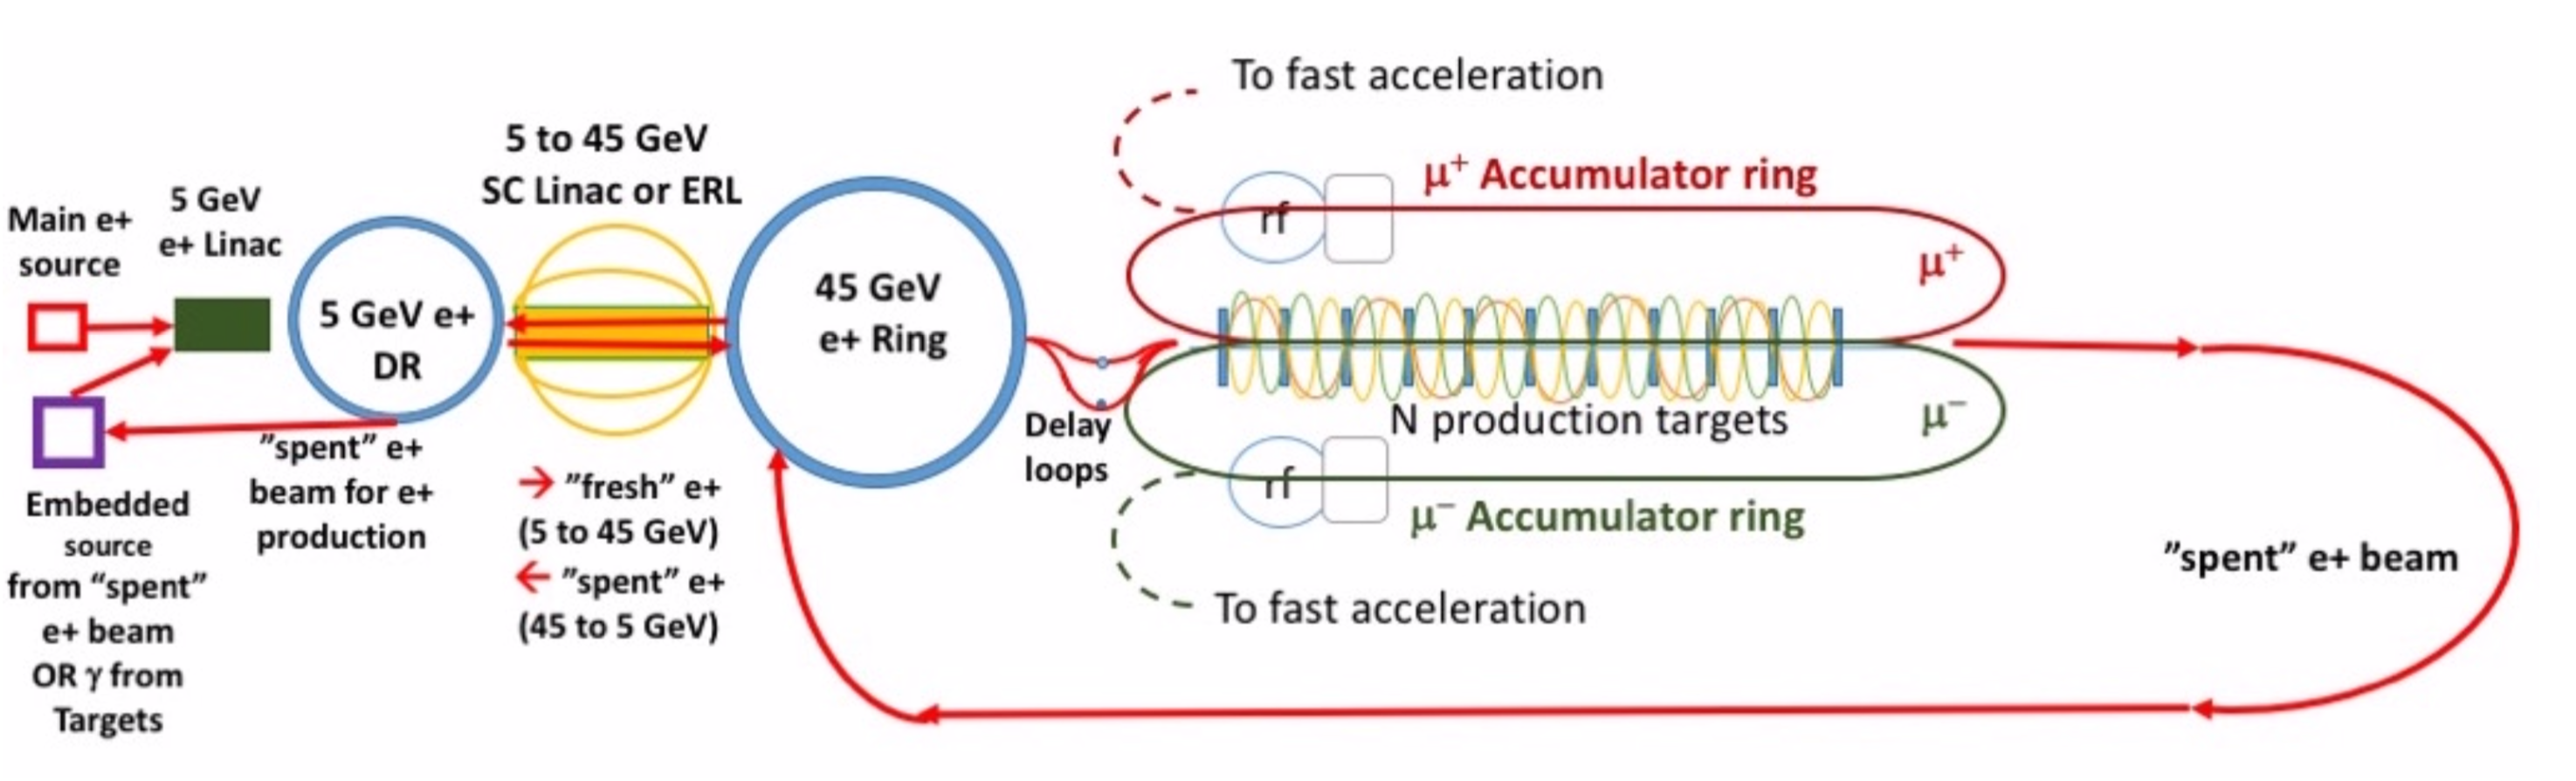 Main e+
source
5 GeV
e+ Linac
5 GeV e+
DR
”spent” e+
beam for e+
production
Embedded
source
from “spent”
e+ beam
OR γ from
Targets
5 to 45 GeV
SC Linac or ERL
→ ”fresh” e+
(5 to 45 GeV)
← ”spent” e+
(45 to 5 GeV)
45 GeV
e+ Ring
Delay
loops
To fast acceleration
rf
μ⁺ Accumulator ring
μ⁺
N production targets
μ⁻
rf
μ⁻ Accumulator ring
To fast acceleration
”spent” e+ beam